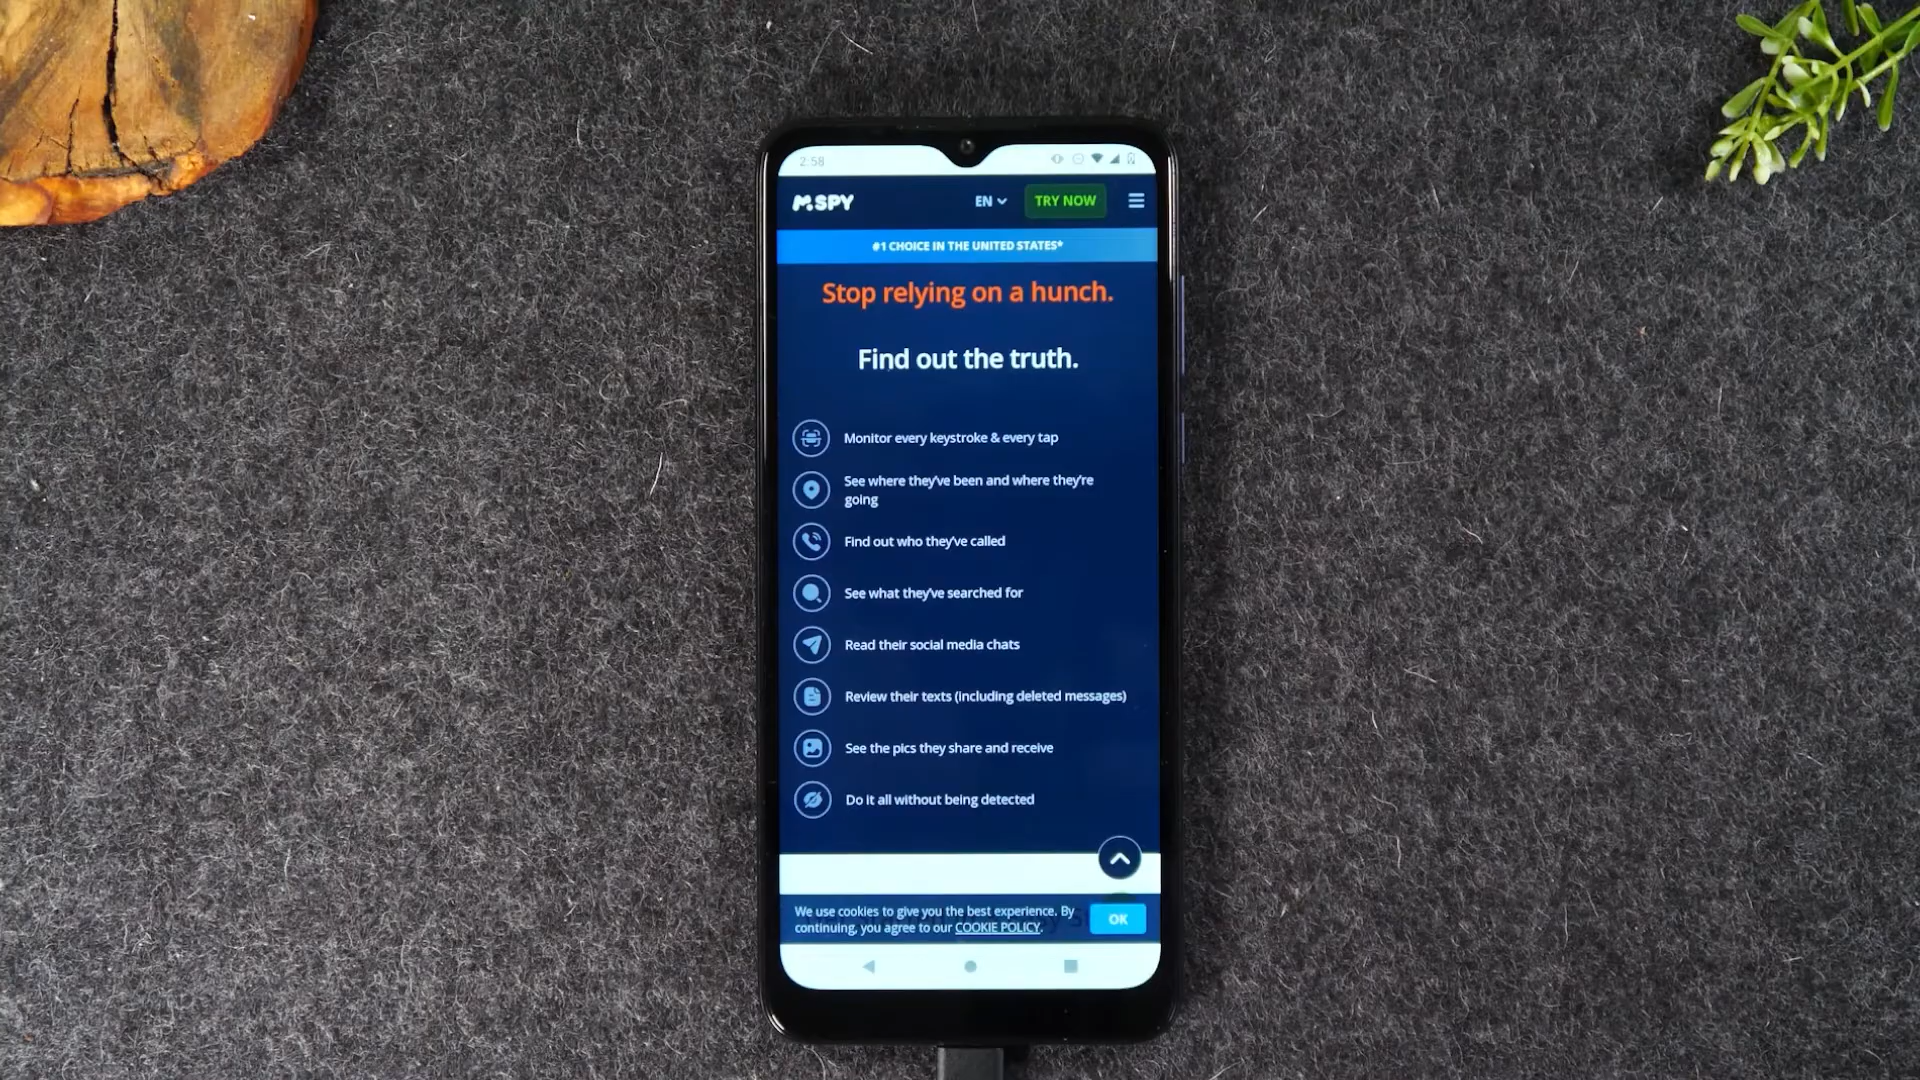 2:58
mSPY EN TRY NOW
#1 CHOICE IN THE UNITED STATES*
Stop relying on a hunch.
Find out the truth.
Monitor every keystroke & every tap
See where they've been and where they're
going
Find out who they've called
See what they've searched for
Read their social media chats
Review their texts (including deleted messages)
See the pics they share and receive
Do it all without being detected
We use cookies to give you the best experience. By
continuing, you agree to our COOKIE POLICY.
OK